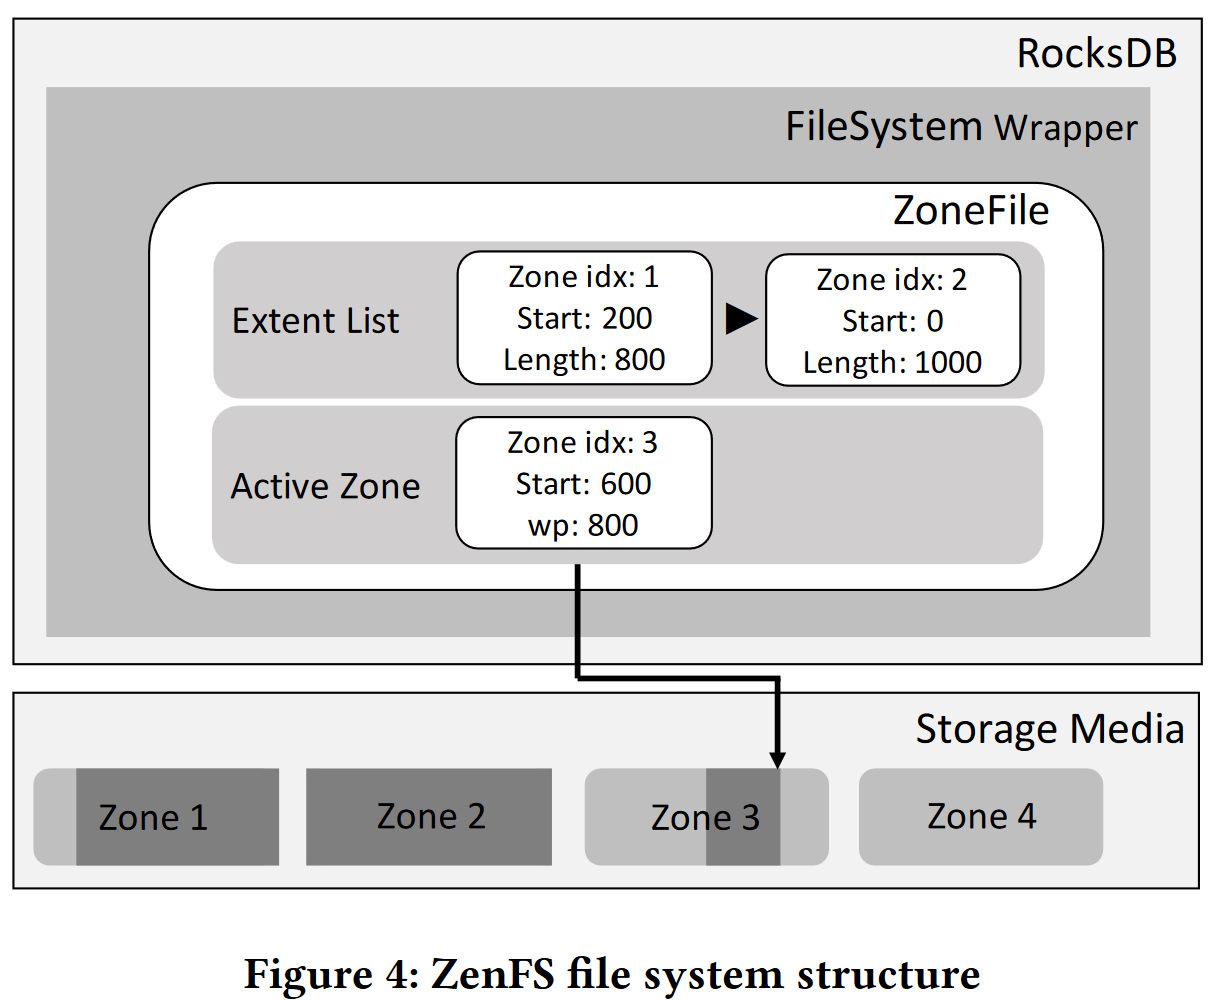 RocksDB
FileSystem Wrapper
ZoneFile
Extent List
Zone idx: 1
Start: 200
Length: 800
Zone idx: 2
Start: 0
Length: 1000
Active Zone
Zone idx: 3
Start: 600
wp: 800
Storage Media
Zone 1
Zone 2
Zone 3
Zone 4
Figure 4: ZenFS file system structure